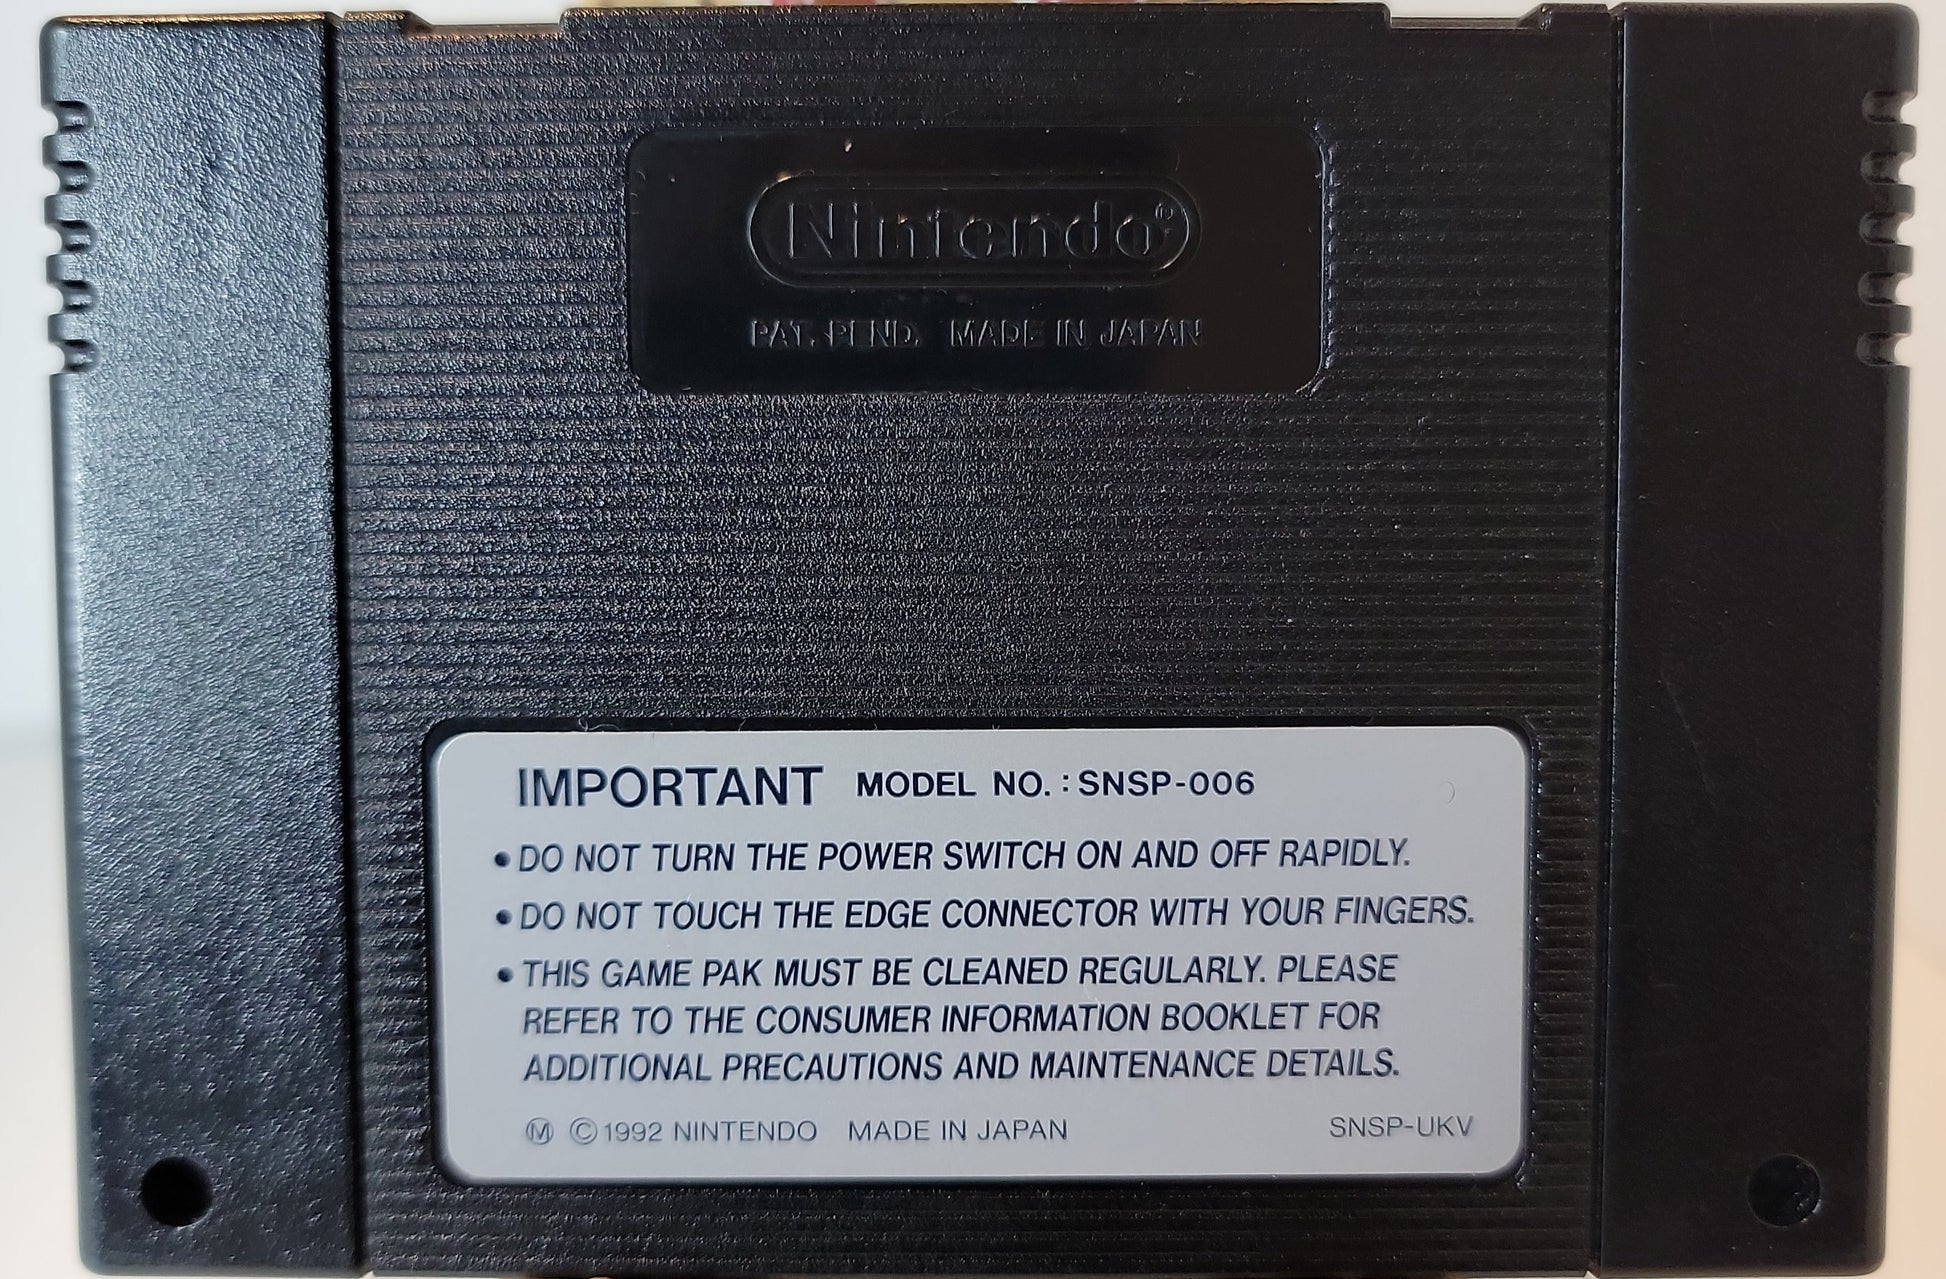 Nintendo®
PAT. PEND. MADE IN JAPAN
IMPORTANT MODEL NO.: SNSP-006
• DO NOT TURN THE POWER SWITCH ON AND OFF RAPIDLY.
• DO NOT TOUCH THE EDGE CONNECTOR WITH YOUR FINGERS.
• THIS GAME PAK MUST BE CLEANED REGULARLY. PLEASE
REFER TO THE CONSUMER INFORMATION BOOKLET FOR
ADDITIONAL PRECAUTIONS AND MAINTENANCE DETAILS.
Ⓜ ©1992 NINTENDO MADE IN JAPAN SNSP-UKV